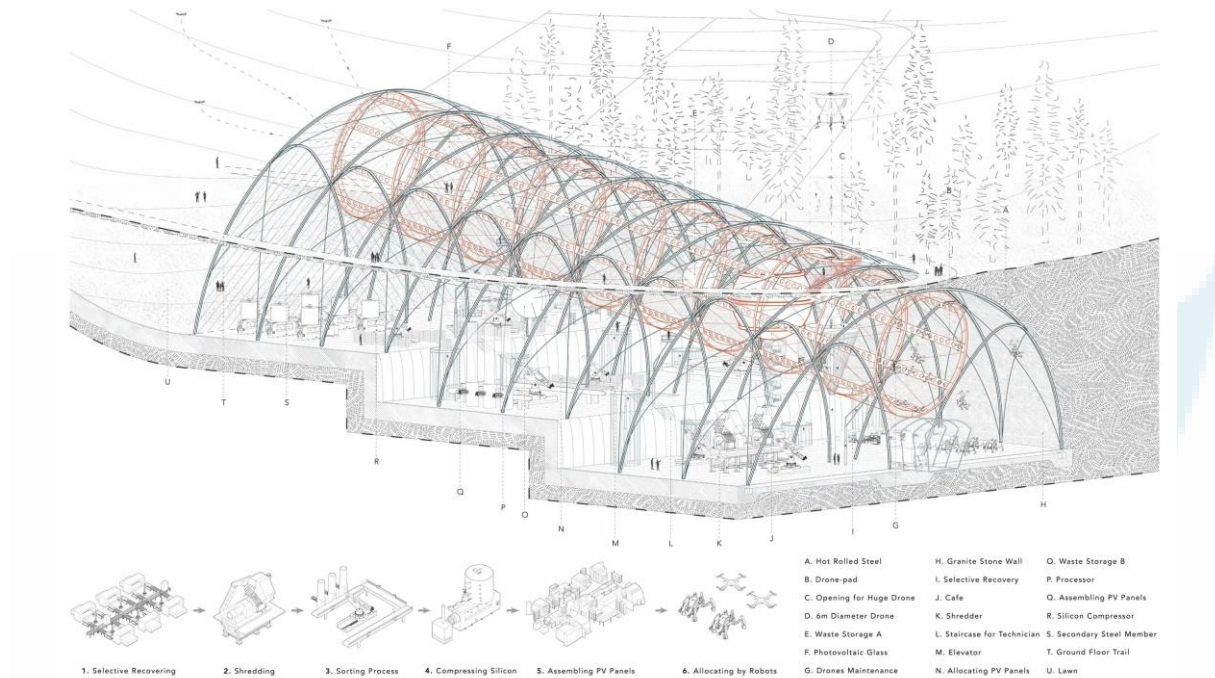 F
D
E
C
B
A
U
T
S
R
Q
P
O
N
M
L
K
J
I
G
H
A. Hot Rolled Steel
B. Drone-pad
C. Opening for Huge Drone
D. 6m Diameter Drone
E. Waste Storage A
F. Photovoltaic Glass
G. Drones Maintenance
H. Granite Stone Wall
I. Selective Recovery
J. Cafe
K. Shredder
L. Staircase for Technician
M. Elevator
N. Allocating PV Panels
O. Waste Storage B
P. Processor
Q. Assembling PV Panels
R. Silicon Compressor
S. Secondary Steel Member
T. Ground Floor Trail
U. Lawn
1. Selective Recovering
2. Shredding
3. Sorting Process
4. Compressing Silicon
5. Assembling PV Panels
6. Allocating by Robots